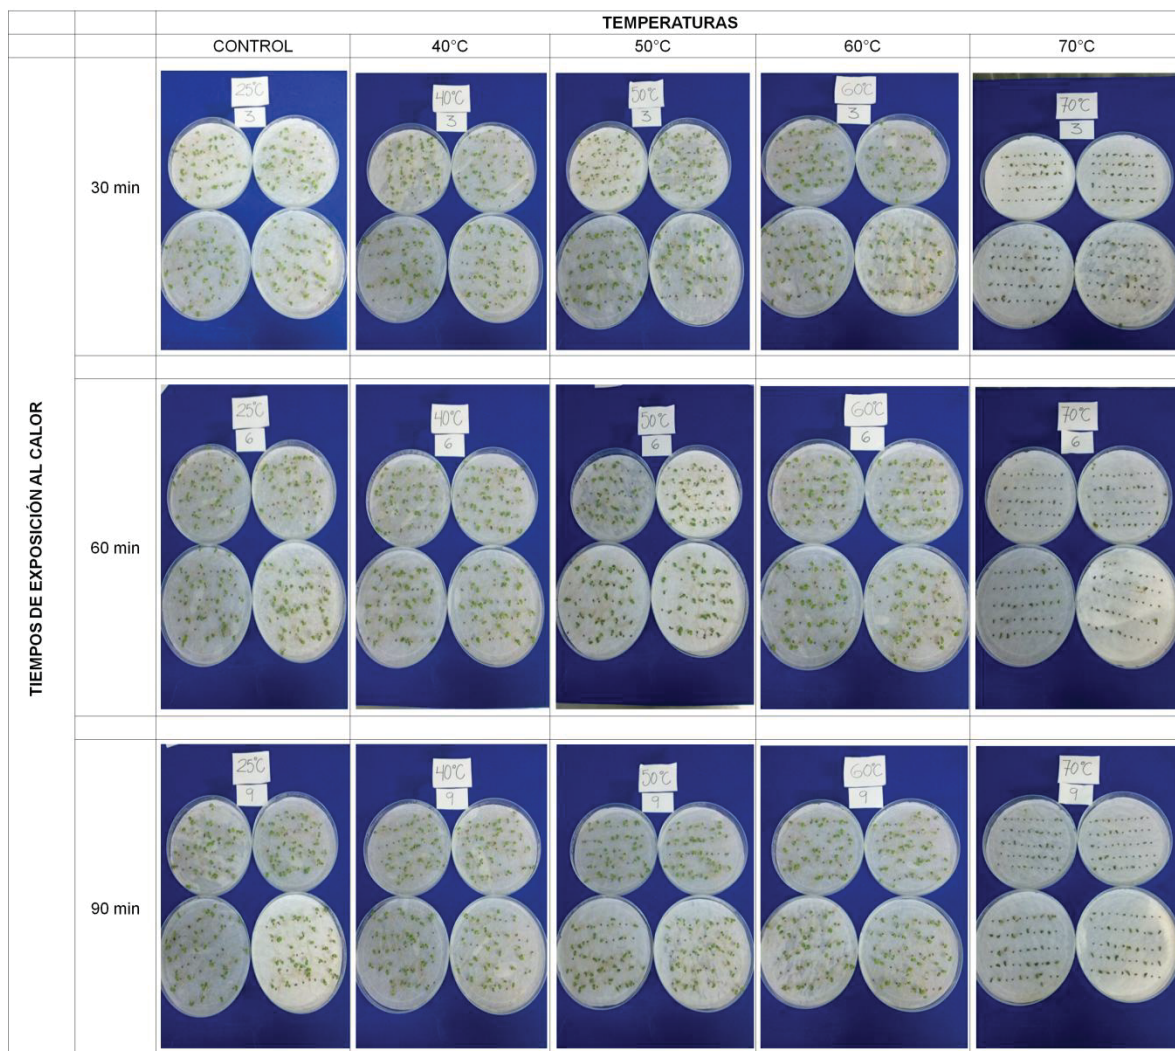 TEMPERATURAS
CONTROL 40°C 50°C 60°C 70°C
TIEMPOS DE EXPOSICIÓN AL CALOR
30 min
25°C 40°C 50°C 60°C 70°C
3 3 3 3 3
60 min
25°C 40°C 50°C 60°C 70°C
6 6 6 6 6
90 min
25°C 40°C 50°C 60°C 70°C
9 9 9 9 9